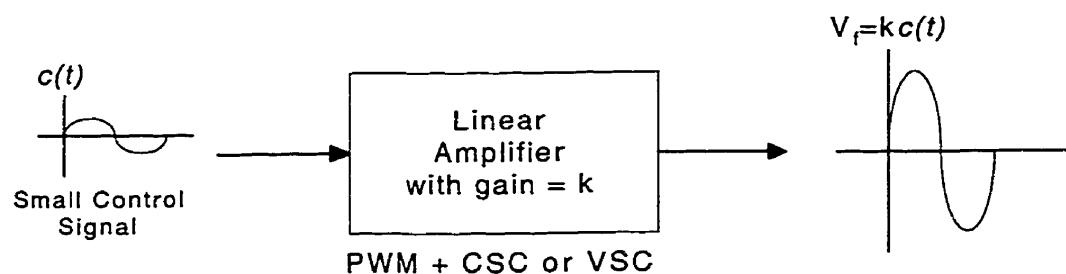 c(t)
Small Control
Signal
Linear
Amplifier
with gain = k
PWM + CSC or VSC
V_f=kc(t)